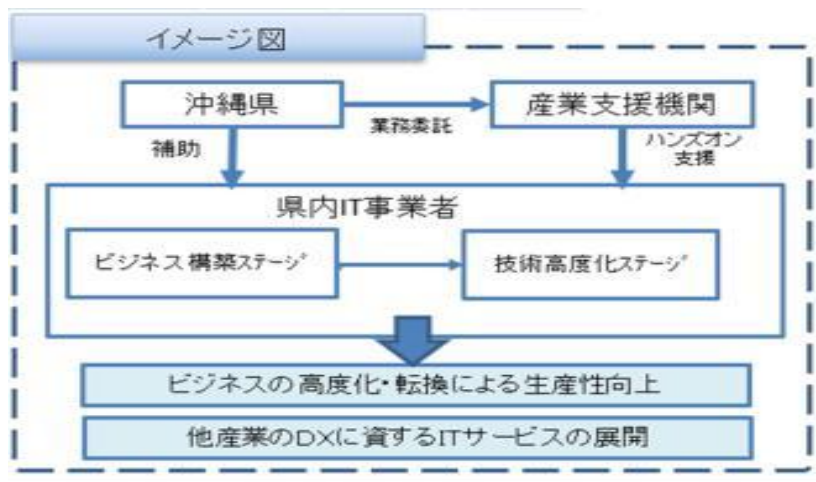 イメージ図
沖縄県
産業支援機関
業務委託
補助
ハンズオン
支援
県内IT事業者
ビジネス構築ステージ
技術高度化ステージ
ビジネスの高度化・転換による生産性向上
他産業のDXに資するITサービスの展開